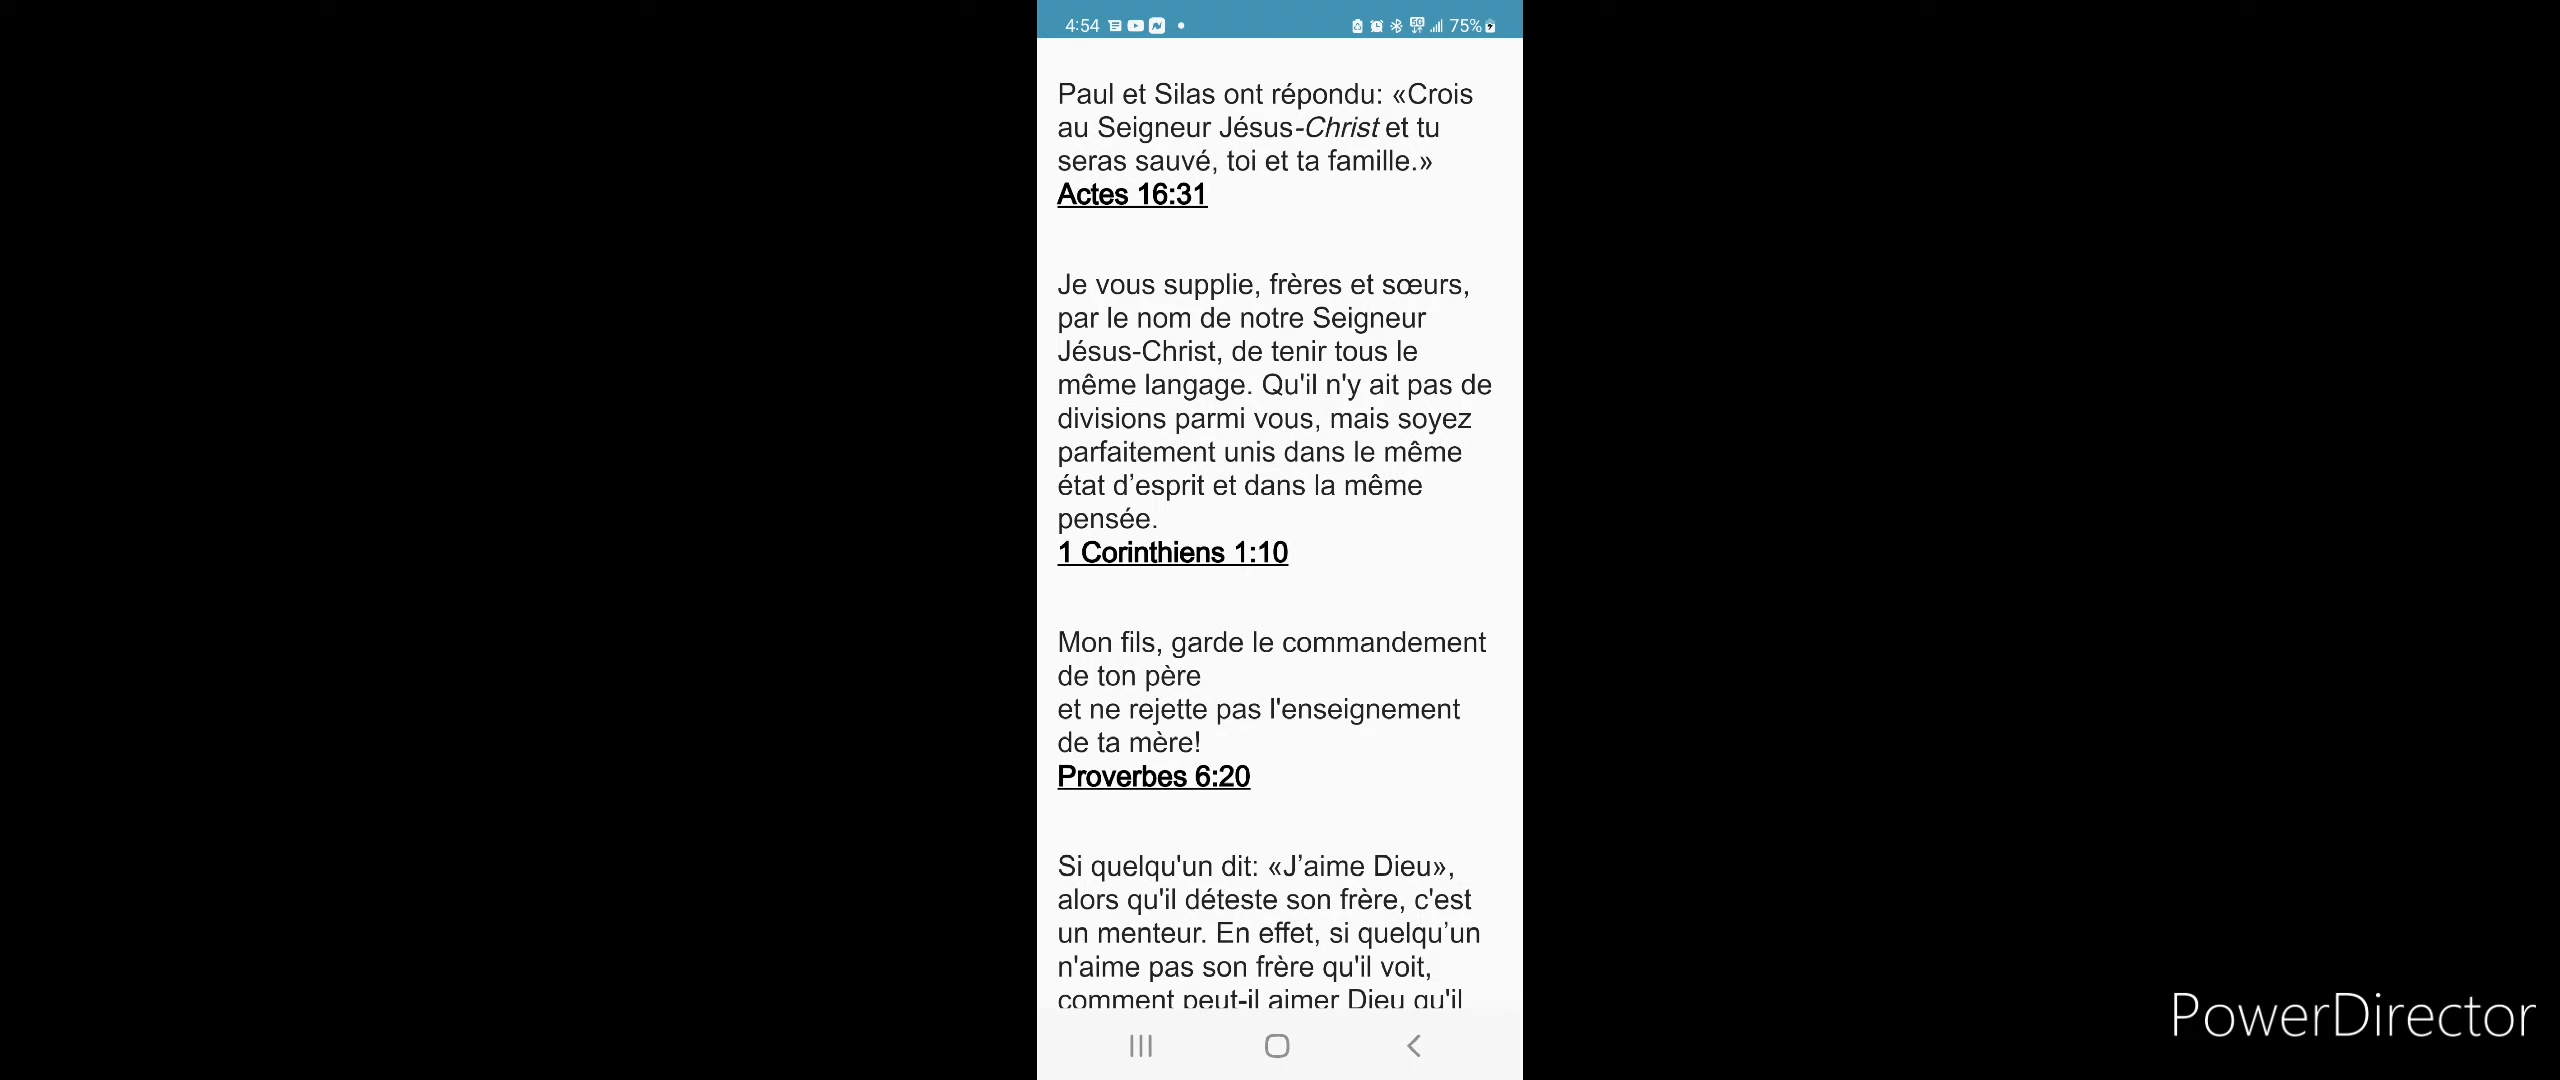 4:54
5G
75%
Paul et Silas ont répondu: «Crois
au Seigneur Jésus-Christ et tu
seras sauvé, toi et ta famille.»
Actes 16:31
Je vous supplie, frères et sœurs,
par le nom de notre Seigneur
Jésus-Christ, de tenir tous le
même langage. Qu'il n'y ait pas de
divisions parmi vous, mais soyez
parfaitement unis dans le même
état d’esprit et dans la même
pensée.
1 Corinthiens 1:10
Mon fils, garde le commandement
de ton père
et ne rejette pas l'enseignement
de ta mère!
Proverbes 6:20
Si quelqu'un dit: «J’aime Dieu»,
alors qu'il déteste son frère, c'est
un menteur. En effet, si quelqu’un
n'aime pas son frère qu'il voit,
comment peut-il aimer Dieu qu'il
PowerDirector